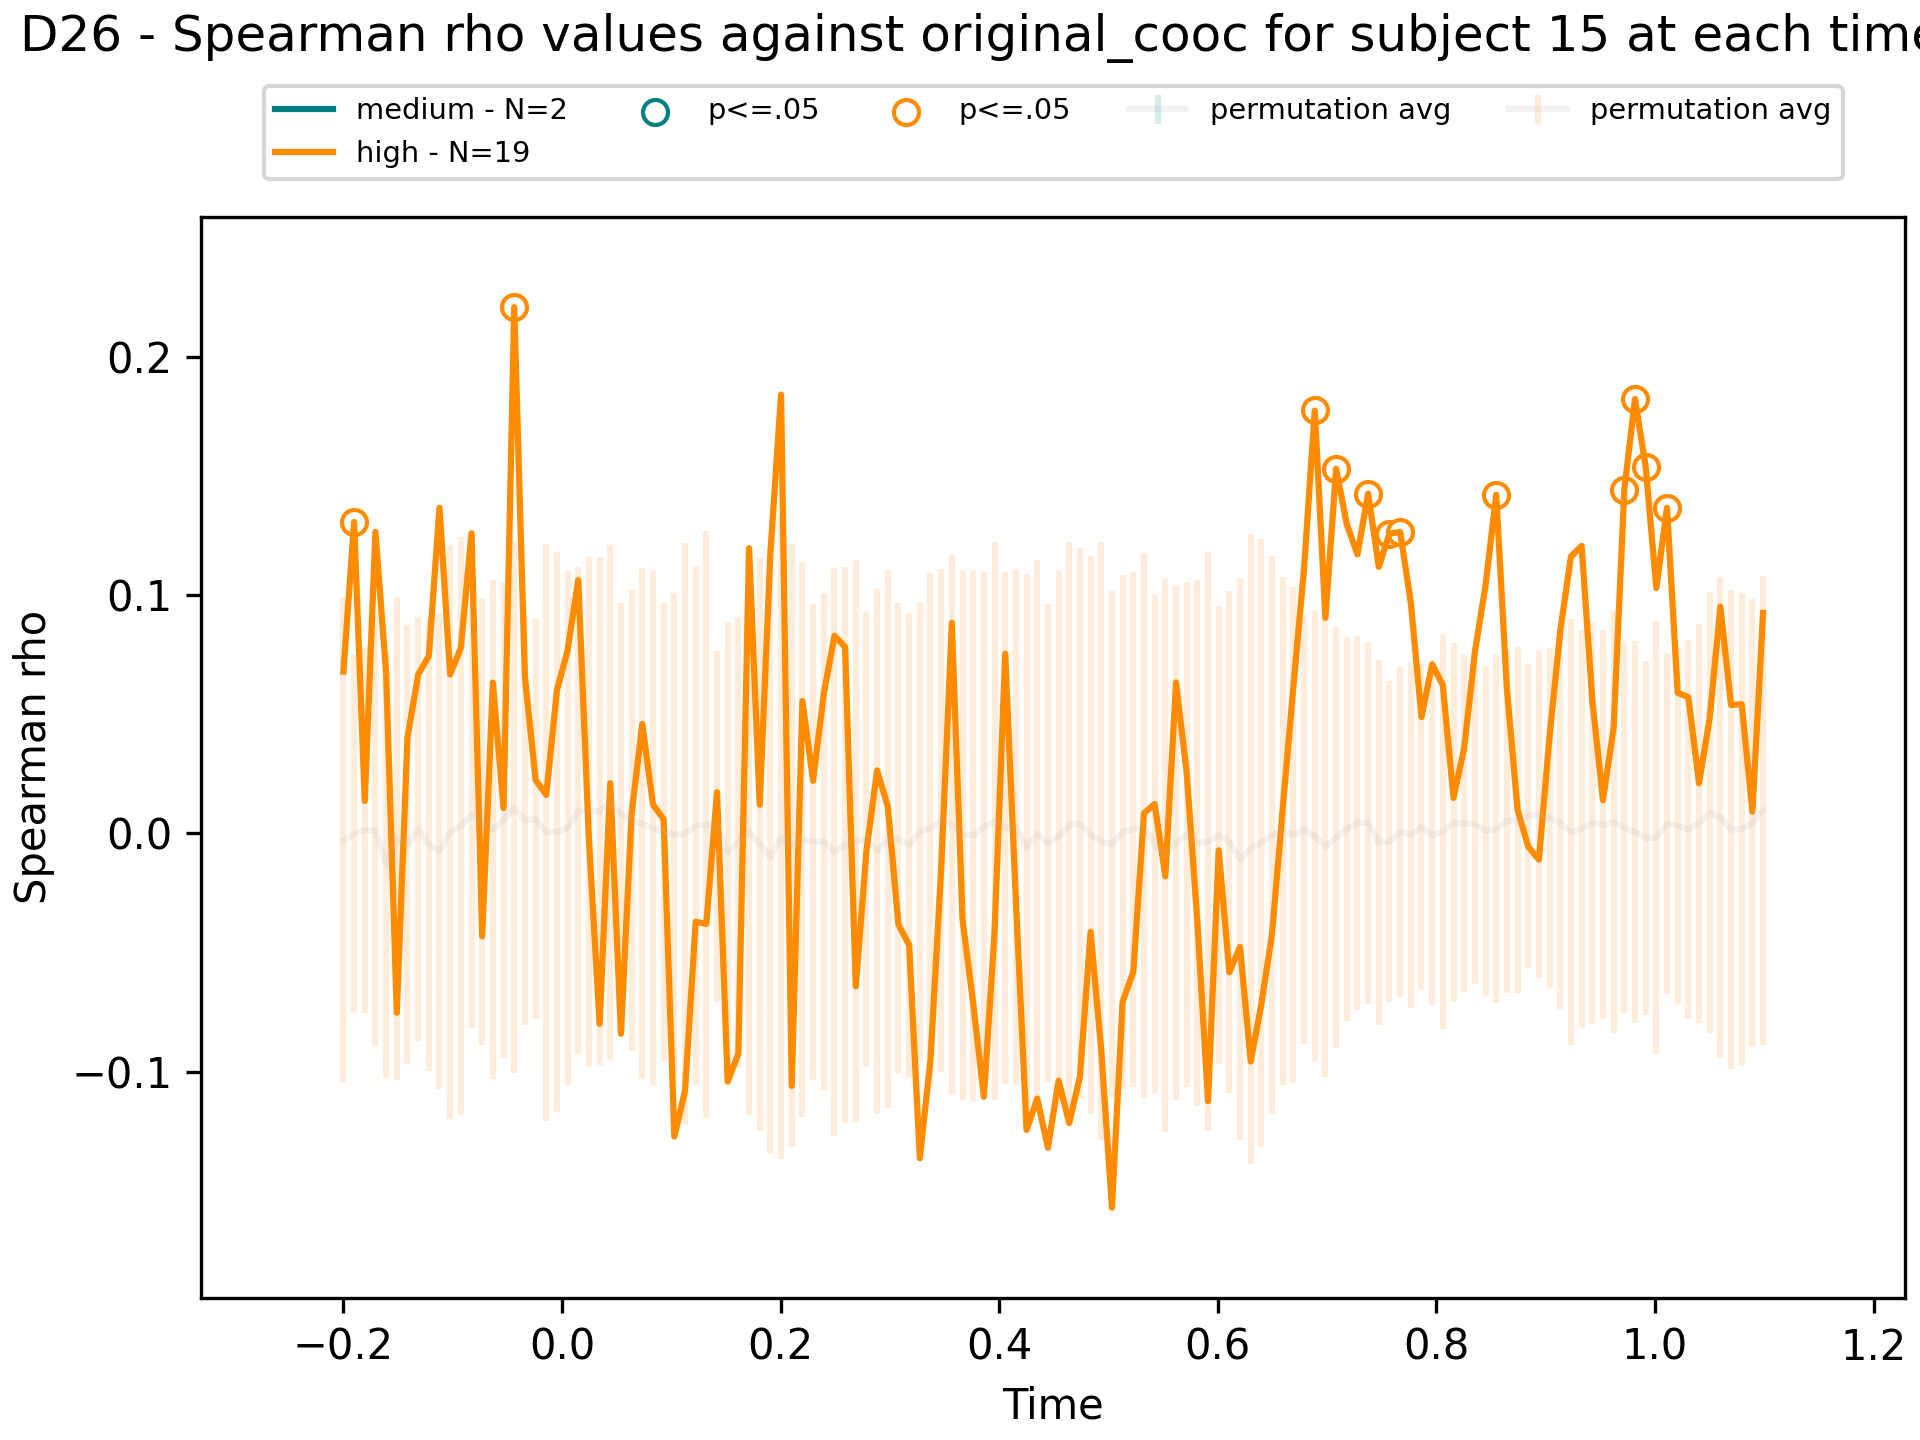 D26 - Spearman rho values against original_cooc for subject 15 at each time
medium - N=2
high - N=19
p<=.05
p<=.05
permutation avg
permutation avg
Spearman rho
0.2
0.1
0.0
−0.1
−0.2
0.0
0.2
0.4
0.6
0.8
1.0
1.2
Time